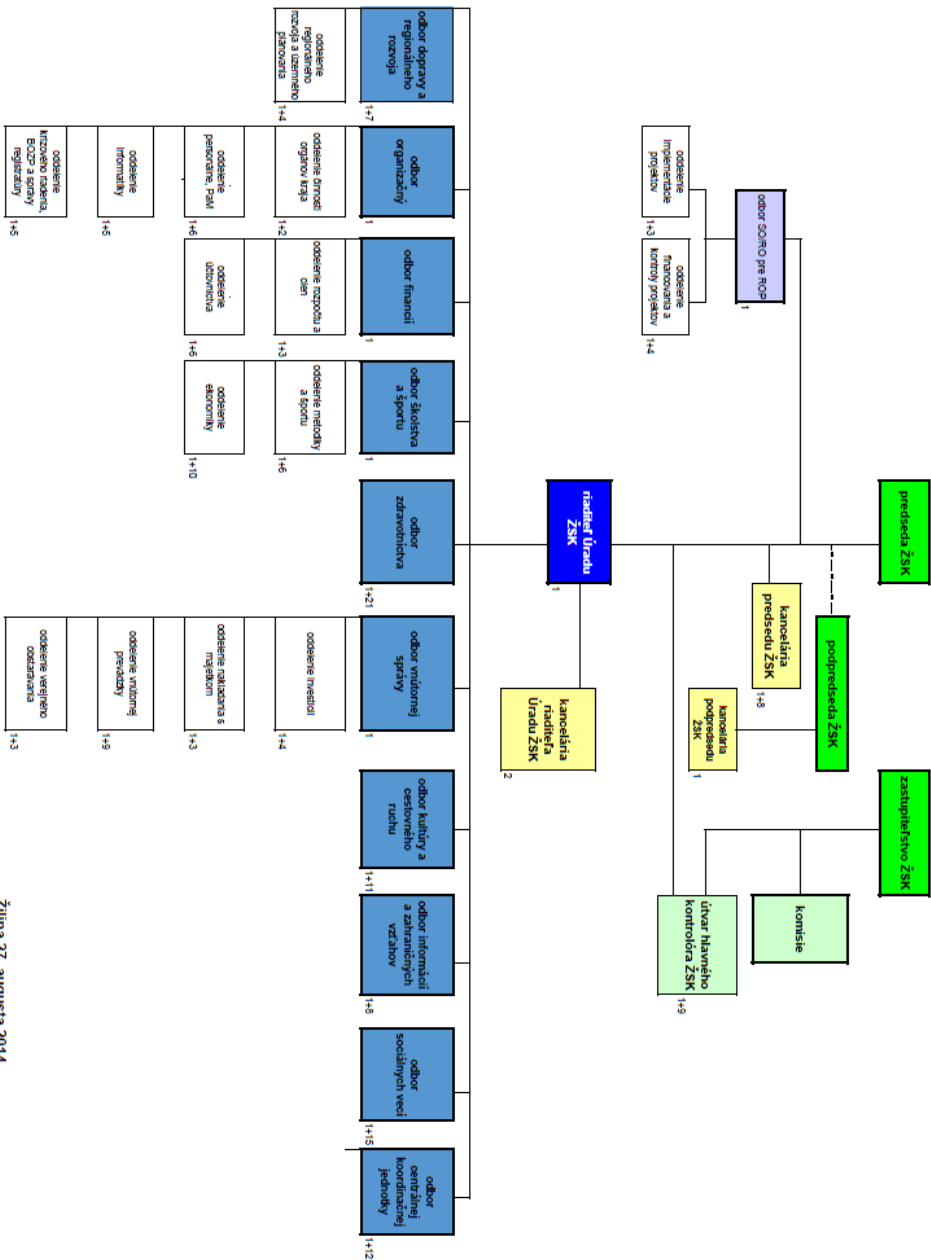 predseda ŽSK
podpredseda ŽSK
zastupiteľstvo ŽSK
kancelária
predsedu ŽSK
1+8
kancelária
podpredsedu
ŽSK
1
komisie
útvar hlavného
kontrolóra ŽSK
1+9
odbor SO/RO pre ROP
1
oddelenie
implementácie
projektov
1+3
oddelenie
financovania a
kontroly projektov
1+4
riaditeľ Úradu
ŽSK
1
kancelária
riaditeľa
Úradu ŽSK
2
odbor dopravy a
regionálneho
rozvoja
1+7
oddelenie
regionálneho
rozvoja a územného
plánovania
1+4
odbor
organizačný
1
oddelenie činnosti
orgánov kraja
1+2
oddelenie
personálne, PaM
1+6
oddelenie
informatiky
1+5
oddelenie
krízového riadenia,
BOZP a správy
registratúry
1+5
odbor financií
1
oddelenie rozpočtu a
cien
1+3
oddelenie
účtovníctva
1+6
odbor školstva
a športu
1
oddelenie metodiky
a športu
1+6
oddelenie
ekonomiky
1+10
odbor
zdravotníctva
1+21
odbor vnútornej
správy
1
oddelenie investícií
1+4
oddelenie nakladania s
majetkom
1+3
oddelenie vnútornej
prevádzky
1+9
oddelenie verejného
obstarávania
1+3
odbor kultúry a
cestovného
ruchu
1+11
odbor informácií
a zahraničných
vzťahov
1+8
odbor
sociálnych vecí
1+15
odbor
centrálnej
koordinačnej
jednotky
1+12
Žilina 27. augusta 2014